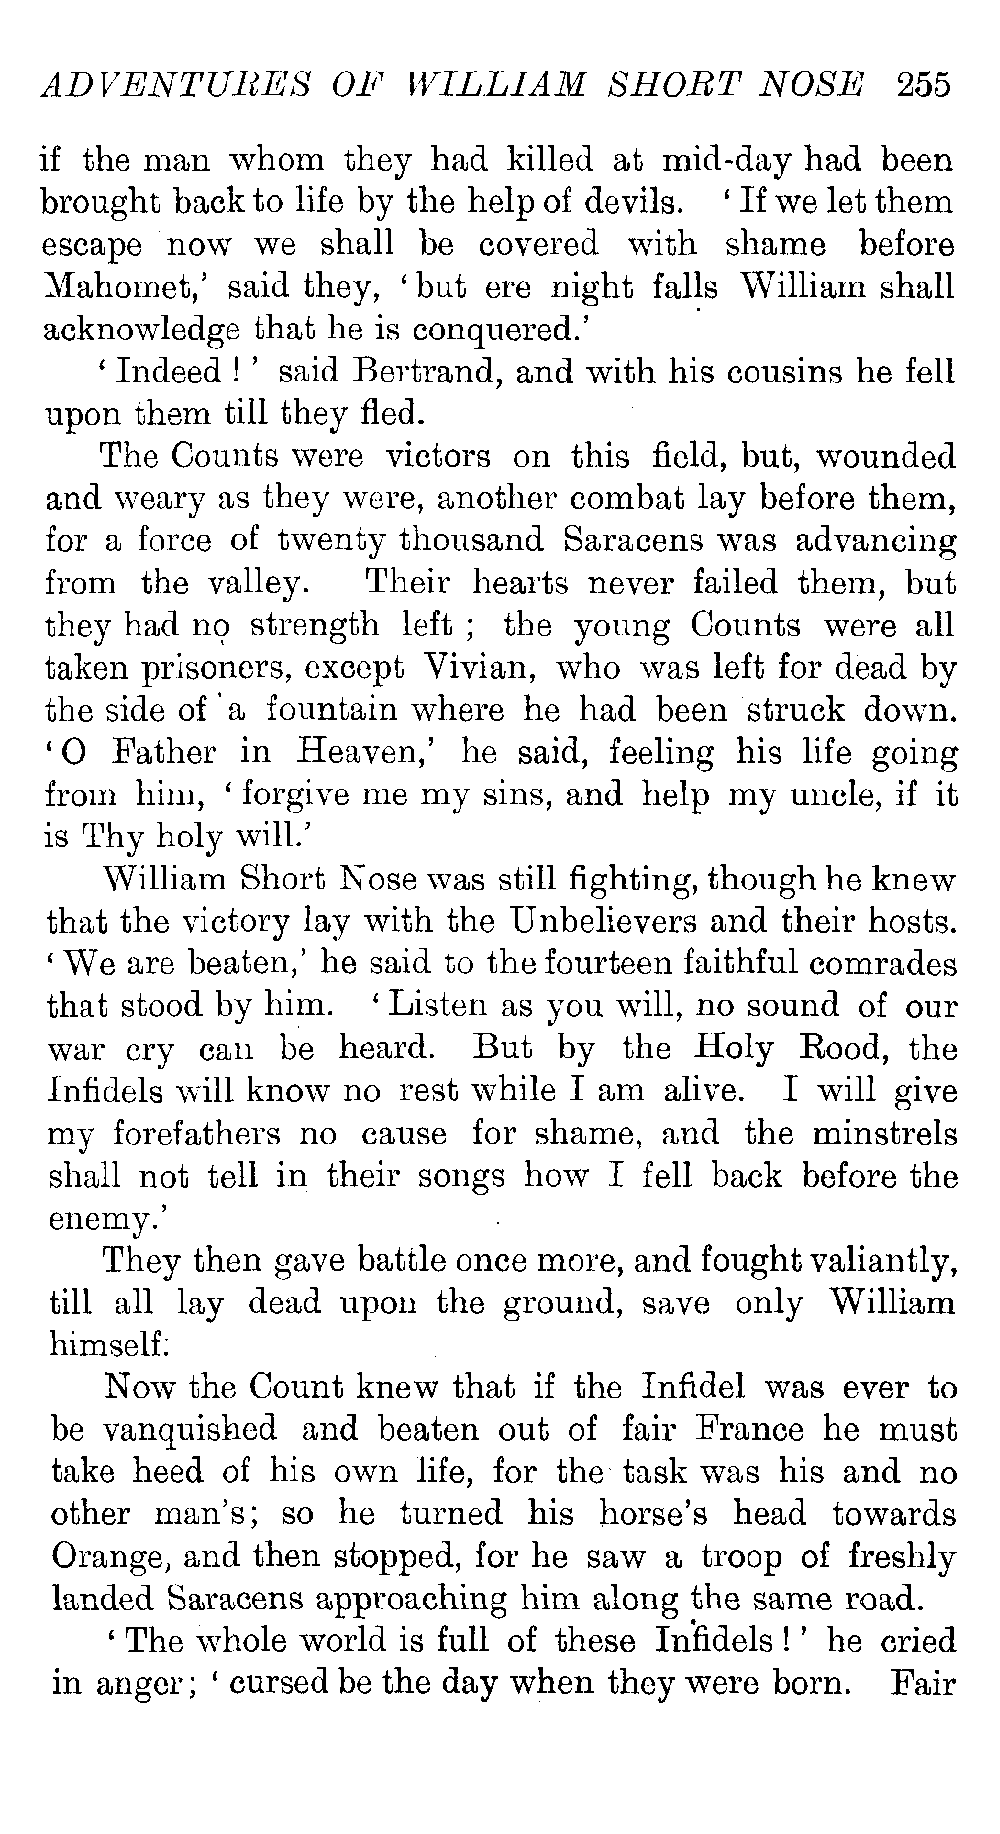 ADVENTURES OF WILLIAM SHORT NOSE 255
if the man whom they had killed at mid-day had been
brought back to life by the help of devils. ‘If we let them
escape now we shall be covered with shame before
Mahomet,’ said they, ‘but ere night falls William shall
acknowledge that he is conquered.’
‘Indeed!’ said Bertrand, and with his cousins he fell
upon them till they fled.
The Counts were victors on this field, but, wounded
and weary as they were, another combat lay before them,
for a force of twenty thousand Saracens was advancing
from the valley. Their hearts never failed them, but
they had no strength left; the young Counts were all
taken prisoners, except Vivian, who was left for dead by
the side of a fountain where he had been struck down.
‘O Father in Heaven,’ he said, feeling his life going
from him, ‘forgive me my sins, and help my uncle, if it
is Thy holy will.’
William Short Nose was still fighting, though he knew
that the victory lay with the Unbelievers and their hosts.
‘We are beaten,’ he said to the fourteen faithful comrades
that stood by him. ‘Listen as you will, no sound of our
war cry can be heard. But by the Holy Rood, the
Infidels will know no rest while I am alive. I will give
my forefathers no cause for shame, and the minstrels
shall not tell in their songs how I fell back before the
enemy.’
They then gave battle once more, and fought valiantly,
till all lay dead upon the ground, save only William
himself.
Now the Count knew that if the Infidel was ever to
be vanquished and beaten out of fair France he must
take heed of his own life, for the task was his and no
other man’s; so he turned his horse’s head towards
Orange, and then stopped, for he saw a troop of freshly
landed Saracens approaching him along the same road.
‘The whole world is full of these Infidels!’ he cried
in anger; ‘cursed be the day when they were born. Fair